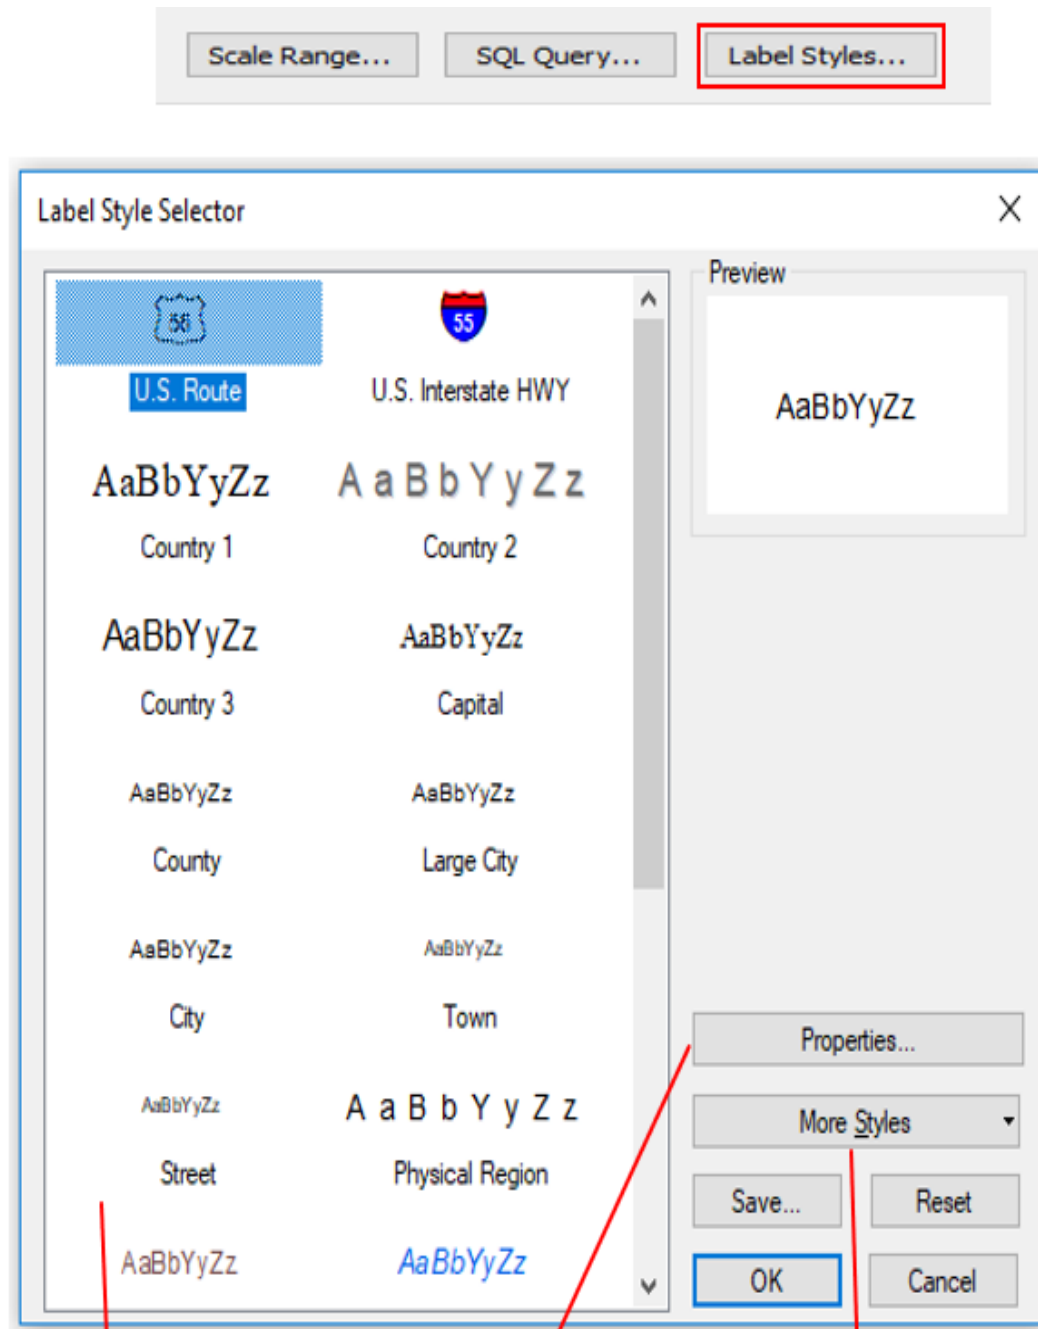 Scale Range... SQL Query... Label Styles...
Label Style Selector
Preview
55
U.S. Route U.S. Interstate HWY
AaBbYyZz
AaBbYyZz AaBbYyZz
Country 1 Country 2
AaBbYyZz AaBbYyZz
Country 3 Capital
AaBbYyZz AaBbYyZz
County Large City
AaBbYyZz AaBbYyZz
City Town
Properties...
AaBbYyZz AaBbYyZz
More Styles
Street Physical Region
Save... Reset
AaBbYyZz AaBbYyZz
OK Cancel